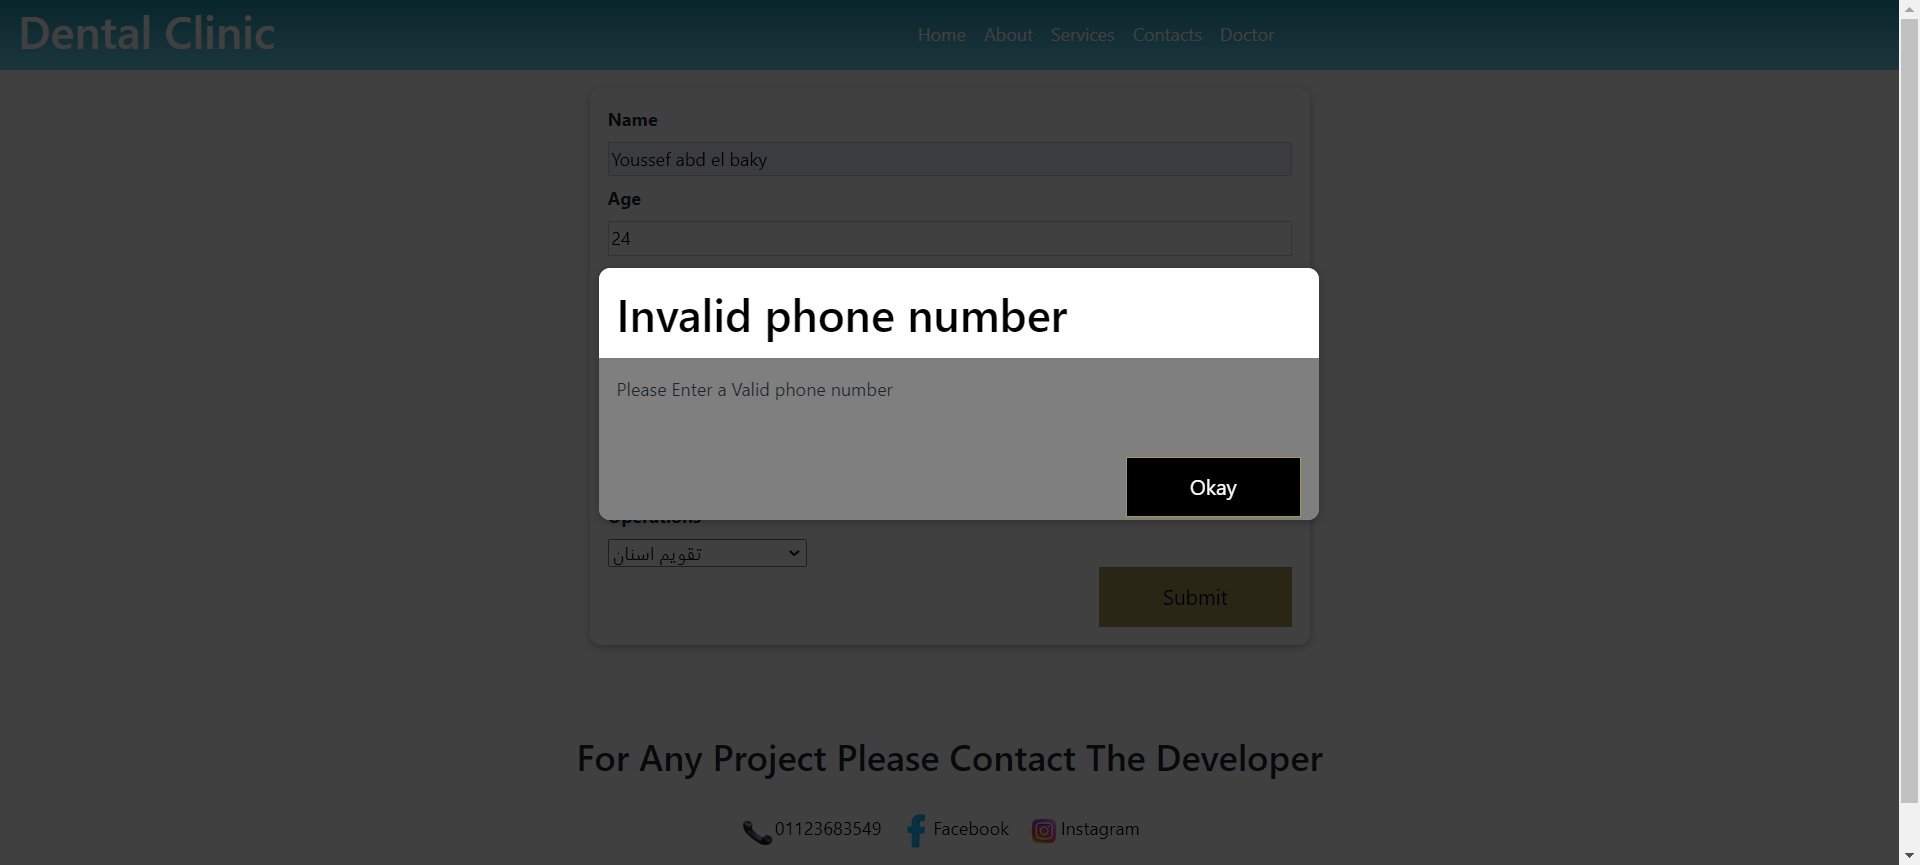 Dental Clinic
Home About Services Contacts Doctor
Name
Youssef abd el baky
Age
24
Invalid phone number
Please Enter a Valid phone number
Okay
Operations
تقويم اسنان
Submit
For Any Project Please Contact The Developer
01123683549 Facebook Instagram